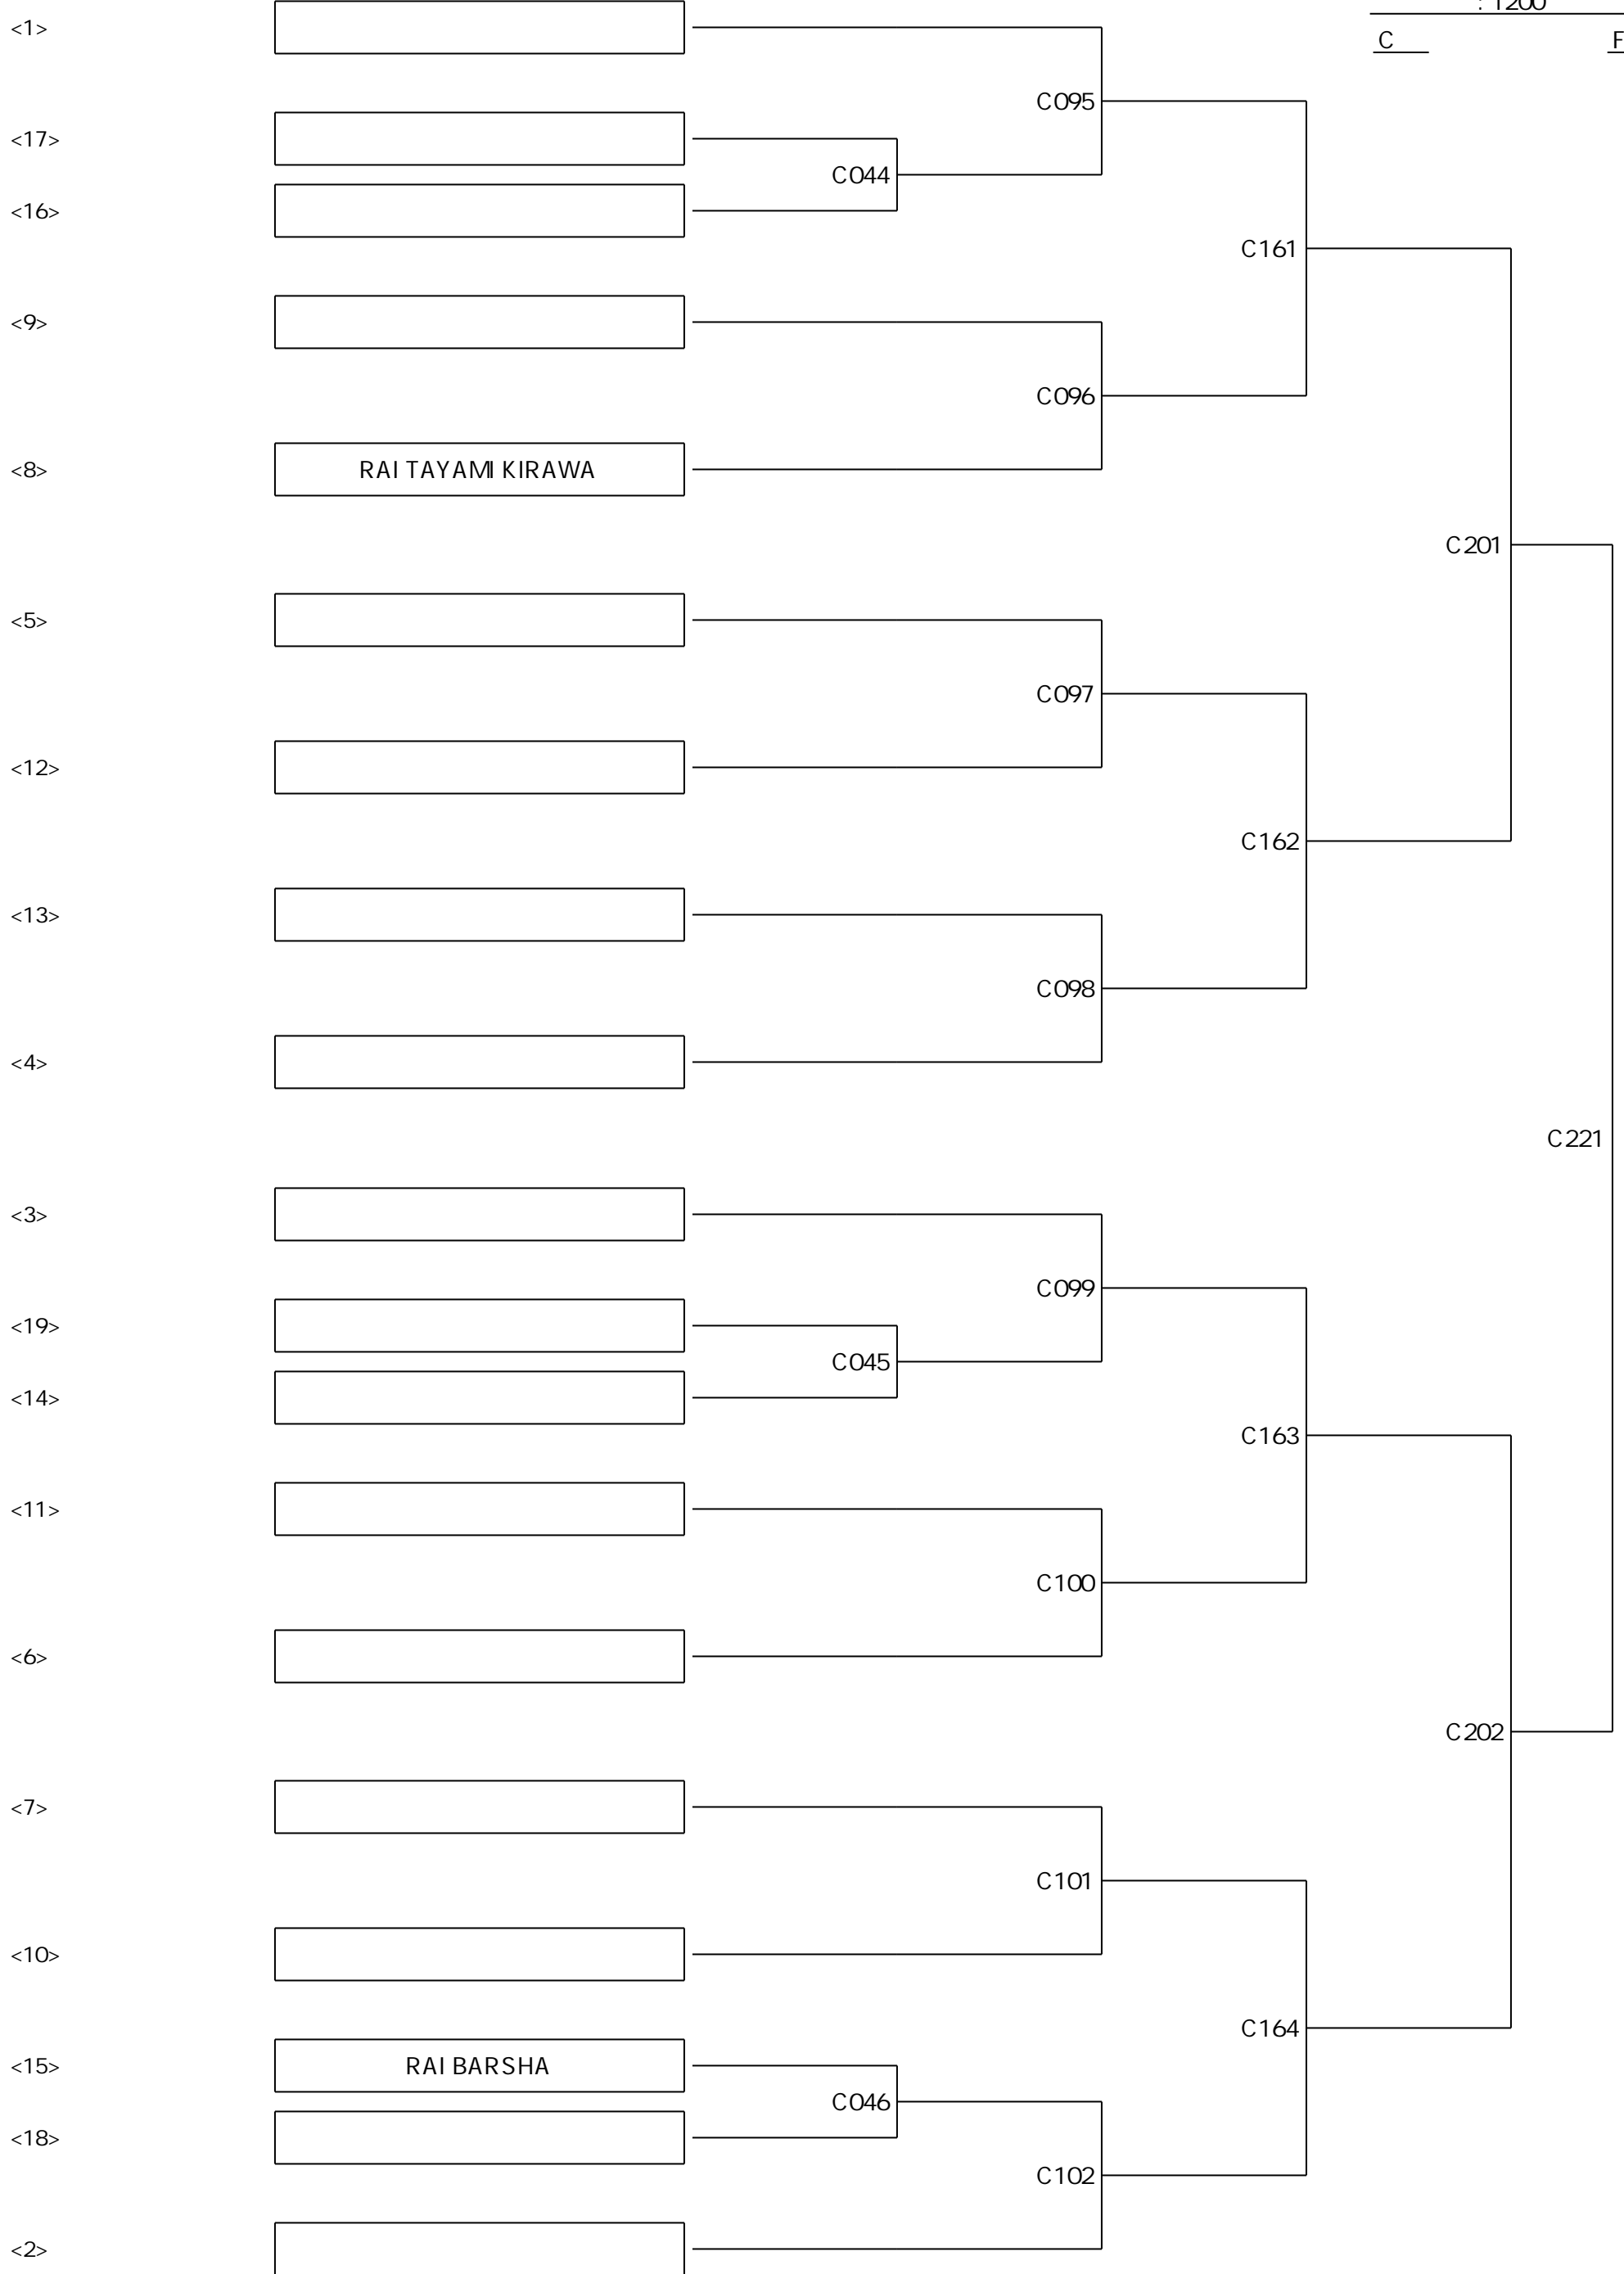 : 1200
<1>
C
F
C095
<17>
C044
<16>
C161
<9>
C096
<8> RAI TAYAMI KIRAWA
C201
<5>
C097
<12>
C162
<13>
C098
<4>
C221
<3>
C099
<19>
C045
<14>
C163
<11>
C100
<6>
C202
<7>
C101
<10>
C164
<15> RAI BARSHA
C046
<18>
C102
<2>